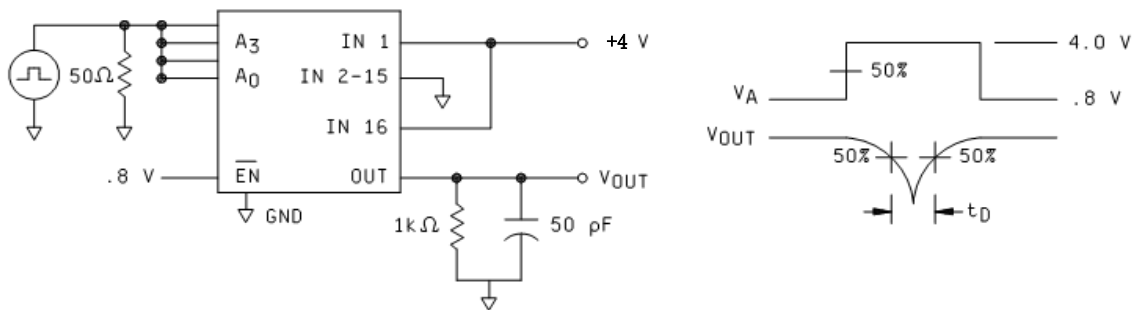 50Ω
A3
A0
IN 1
IN 2-15
IN 16
+4 V
.8 V
EN
OUT
VOUT
GND
1kΩ
50 pF
VA
50%
4.0 V
.8 V
VOUT
50%
50%
tD